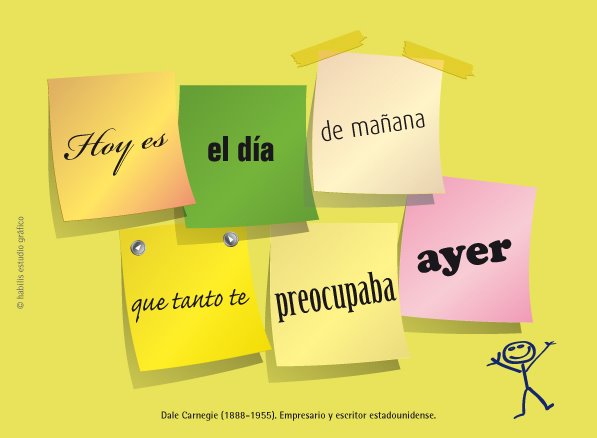 Hoy es
el día
de mañana
que tanto te
preocupaba
ayer
Dale Carnegie (1888-1955). Empresario y escritor estadounidense.
© habilis estudio gráfico